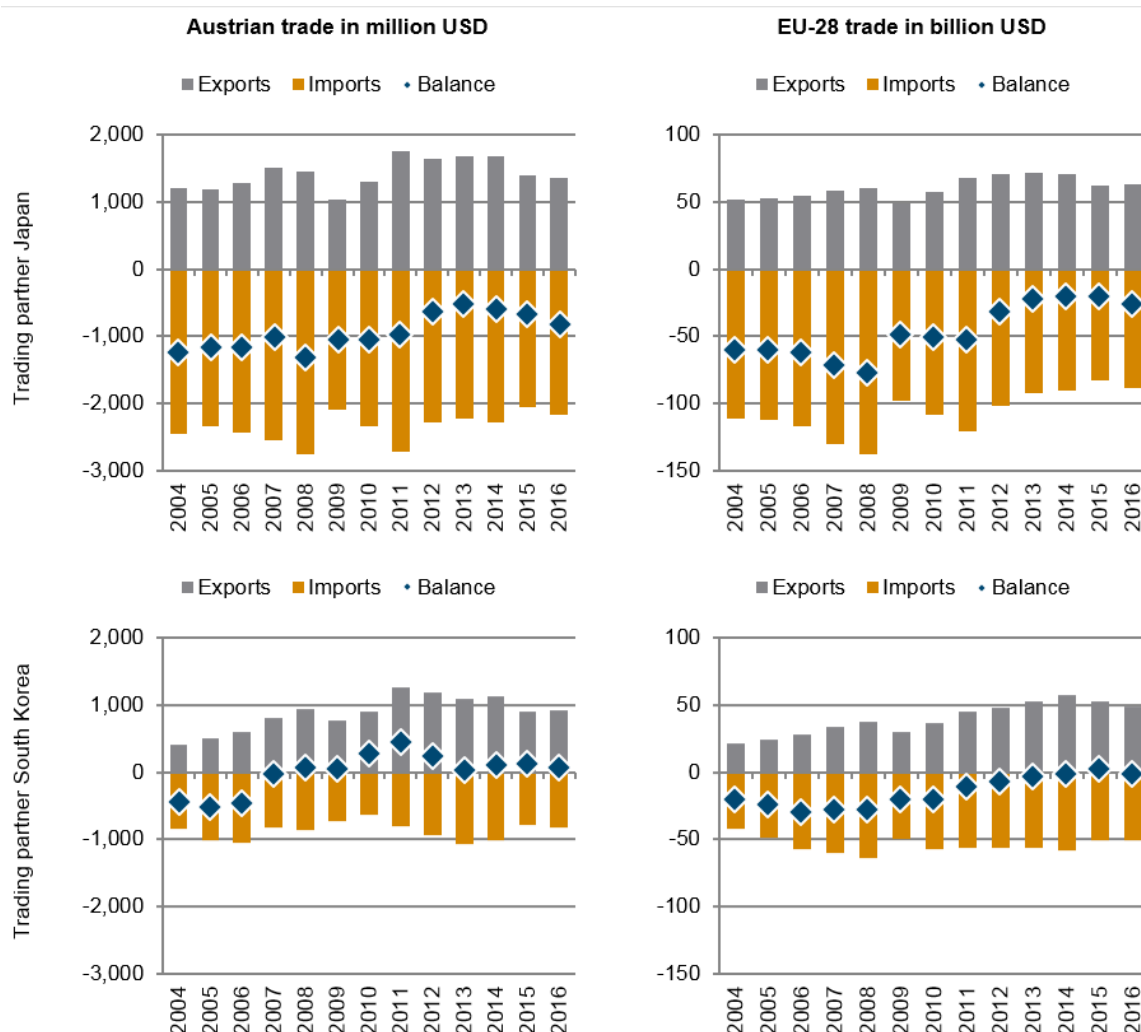 Austrian trade in million USD
EU-28 trade in billion USD
Exports Imports Balance
Exports Imports Balance
Trading partner Japan
2,000
1,000
0
-1,000
-2,000
-3,000
2004 2005 2006 2007 2008 2009 2010 2011 2012 2013 2014 2015 2016
100
50
0
-50
-100
-150
2004 2005 2006 2007 2008 2009 2010 2011 2012 2013 2014 2015 2016
Exports Imports Balance
Exports Imports Balance
Trading partner South Korea
2,000
1,000
0
-1,000
-2,000
-3,000
2004 2005 2006 2007 2008 2009 2010 2011 2012 2013 2014 2015 2016
100
50
0
-50
-100
-150
2004 2005 2006 2007 2008 2009 2010 2011 2012 2013 2014 2015 2016